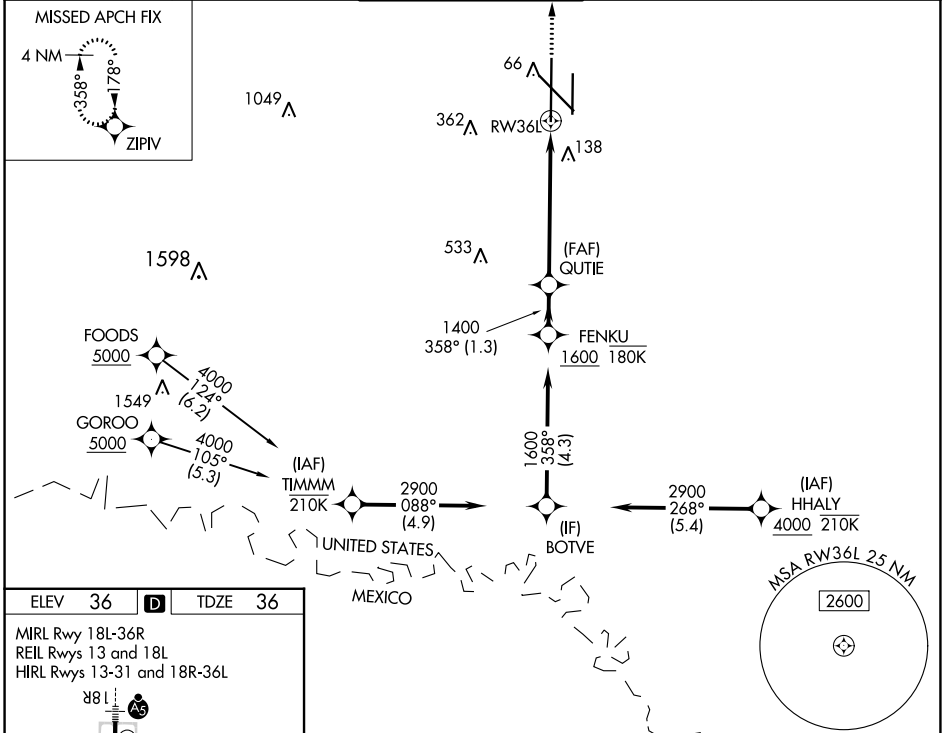 MISSED APCH FIX
4 NM
358°
178°
ZIPIV
1049
66
362
RW36L
138
1598
533
(FAF)
QUTIE
1400
358° (1.3)
FENKU
1600 180K
FOODS
5000
4000
124°
(6.2)
1549
GOROO
5000
4000
105°
(5.3)
(IAF)
TIMMM
210K
2900
088°
(4.9)
1600
358°
(4.3)
(IF)
BOTVE
2900
268°
(5.4)
(IAF)
HHALY
4000 210K
UNITED STATES
MEXICO
MSA RW36L 25 NM
2600
ELEV 36 D TDZE 36
MIRL Rwy 18L-36R
REIL Rwys 13 and 18L
HIRL Rwys 13-31 and 18R-36L
18R
A5